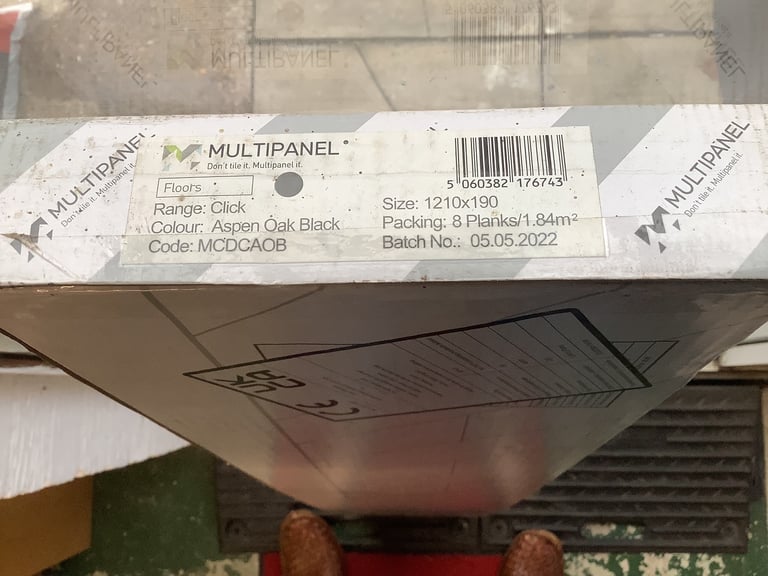 MULTIPANEL
Don't tile it. Multipanel it.
MULTIPANEL
Don't tile it. Multipanel it.
5 060382 176743
Floors
Range: Click
Colour: Aspen Oak Black
Code: MCDCAOB
Size: 1210x190
Packing: 8 Planks/1.84m²
Batch No.: 05.05.2022
MULTIPANEL
Don't tile it. Multipanel it.
UK
CA
CE